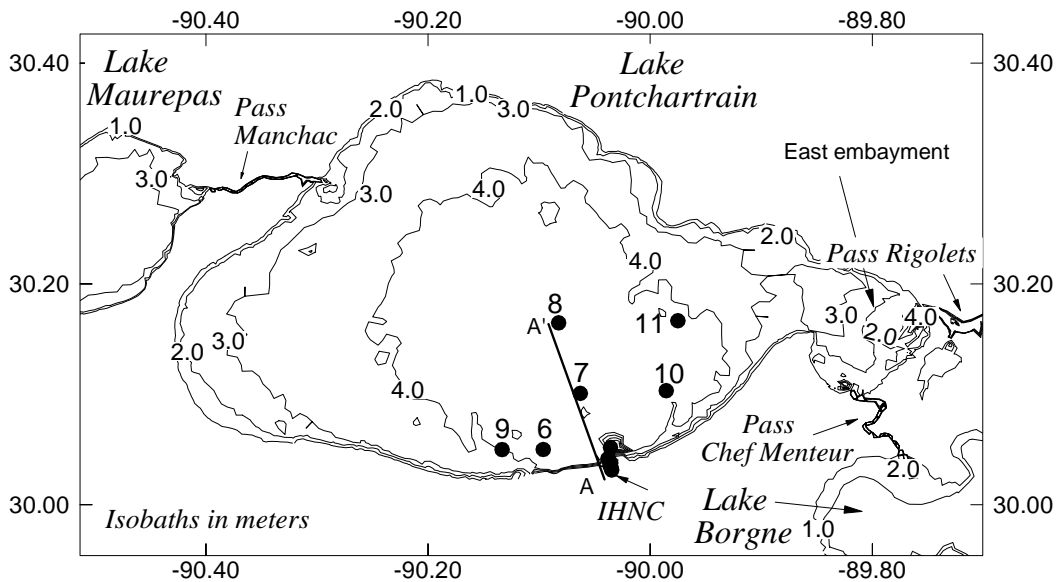 -90.40
-90.20
-90.00
-89.80
30.40
30.40
Lake
Maurepas
Lake
Pontchartrain
Pass
Manchac
1.0
2.0
1.0
3.0
East embayment
3.0
3.0
4.0
2.0
Pass Rigolets
4.0
30.20
30.20
8
A'
11
3.0
4.0
2.0
2.0
3.0
4.0
7
10
9
6
Pass
Chef Menteur
2.0
A
IHNC
Lake
Borgne
1.0
30.00
30.00
Isobaths in meters
-90.40
-90.20
-90.00
-89.80